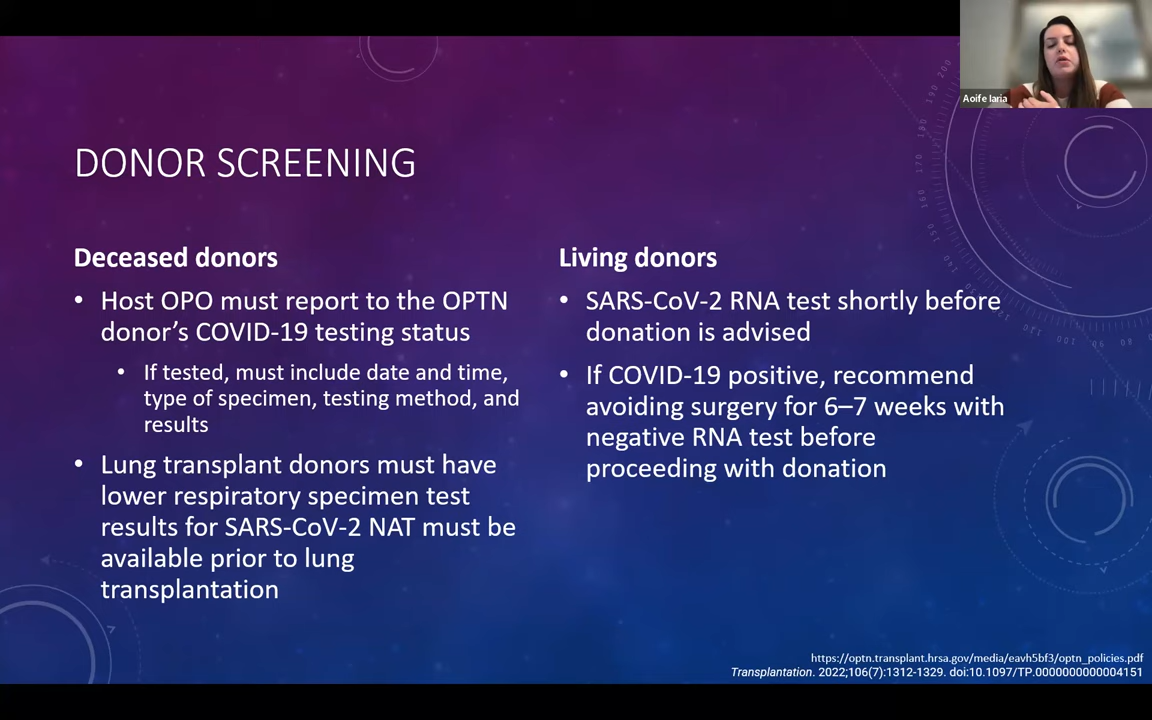 Aoife Iaria
DONOR SCREENING
Deceased donors
• Host OPO must report to the OPTN
donor's COVID-19 testing status
• If tested, must include date and time,
type of specimen, testing method, and
results
• Lung transplant donors must have
lower respiratory specimen test
results for SARS-CoV-2 NAT must be
available prior to lung
transplantation
Living donors
• SARS-CoV-2 RNA test shortly before
donation is advised
• If COVID-19 positive, recommend
avoiding surgery for 6–7 weeks with
negative RNA test before
proceeding with donation
https://optn.transplant.hrsa.gov/media/eavh5bf3/optn_policies.pdf
Transplantation. 2022;106(7):1312-1329. doi:10.1097/TP.0000000000004151